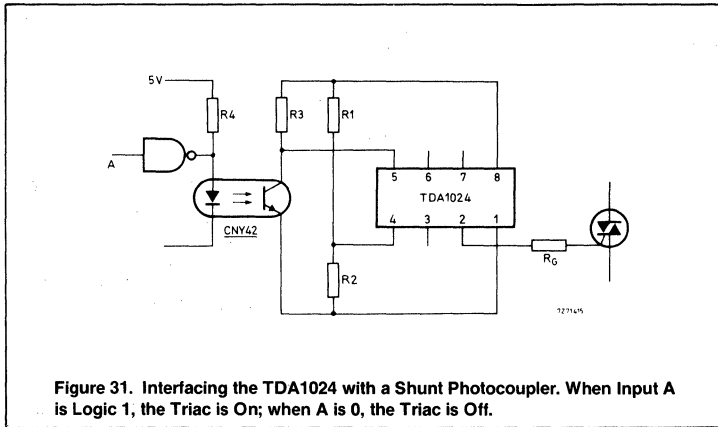 5V
R4
R3
R1
A
5 6 7 8
TDA1024
4 3 2 1
CNY42
R2
RG
7Z71415
Figure 31. Interfacing the TDA1024 with a Shunt Photocoupler. When Input A
is Logic 1, the Triac is On; when A is 0, the Triac is Off.